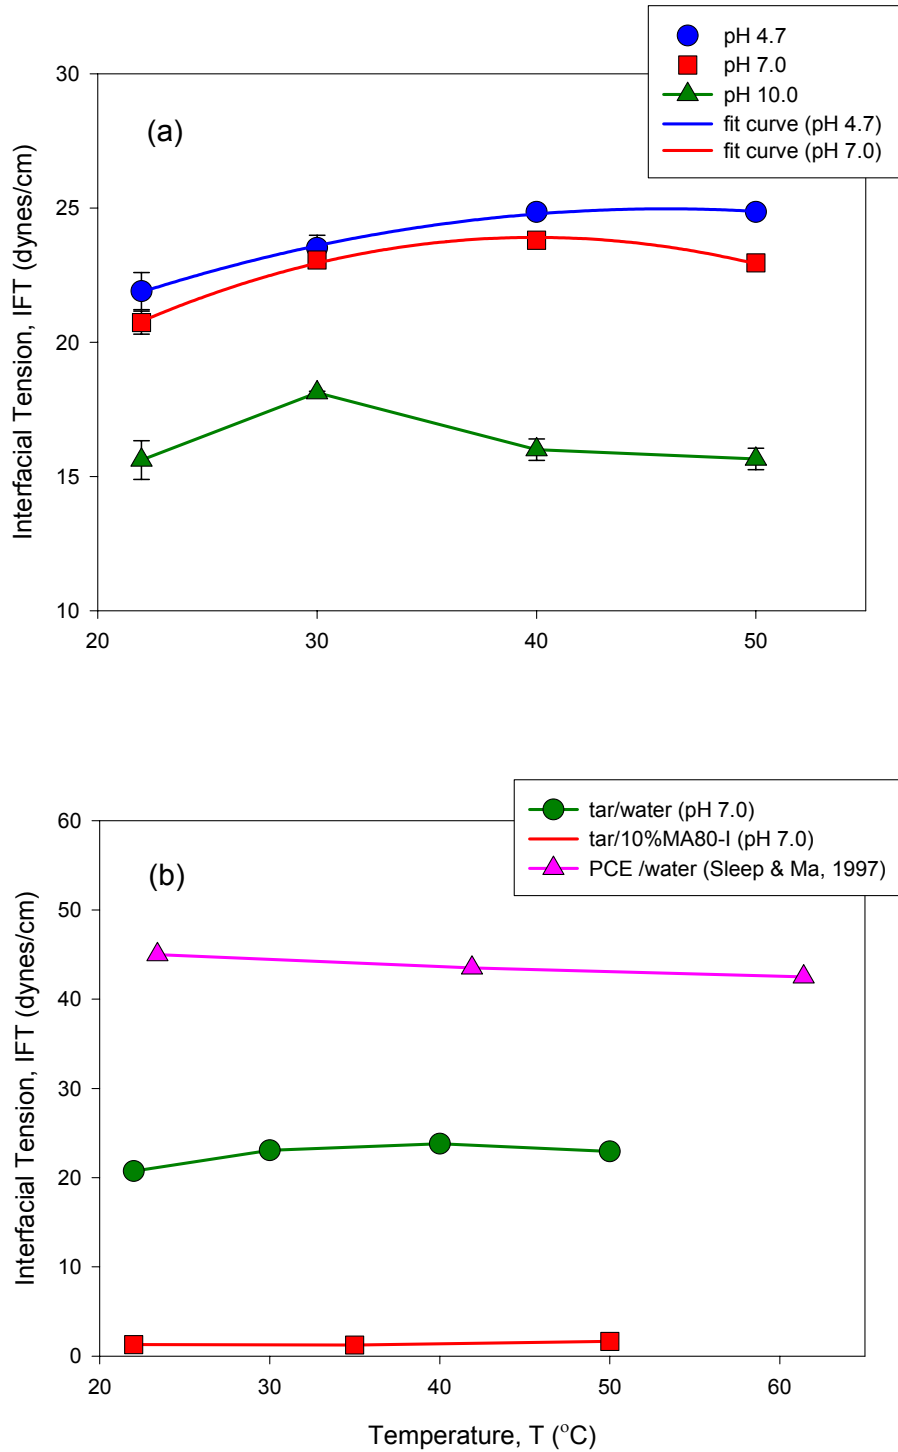 pH 4.7
pH 7.0
pH 10.0
fit curve (pH 4.7)
fit curve (pH 7.0)
(a)
Interfacial Tension, IFT (dynes/cm)
30
25
20
15
10
20 30 40 50
tar/water (pH 7.0)
tar/10%MA80-I (pH 7.0)
PCE /water (Sleep & Ma, 1997)
(b)
Interfacial Tension, IFT (dynes/cm)
60
50
40
30
20
10
0
20 30 40 50 60
Temperature, T (°C)